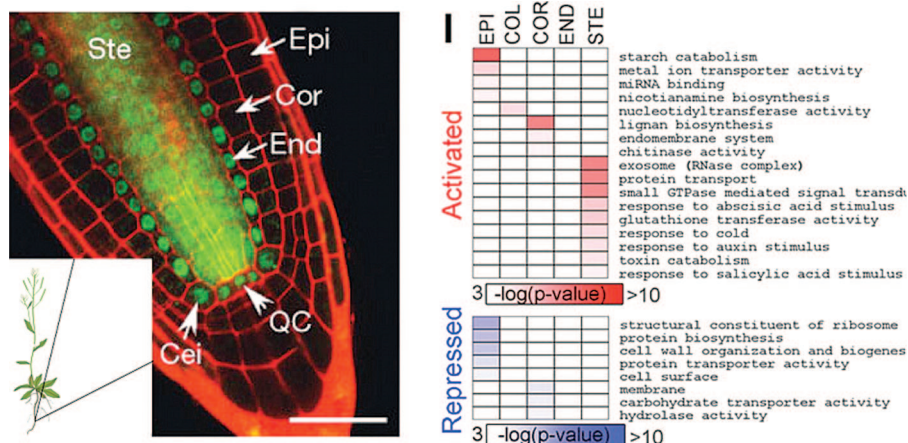 Ste
Epi
Cor
End
QC
Cei
I
EPI
COL
COR
END
STE
Activated
starch catabolism
metal ion transporter activity
miRNA binding
nicotianamine biosynthesis
nucleotidyltransferase activity
lignan biosynthesis
endomembrane system
chitinase activity
exosome (RNase complex)
protein transport
small GTPase mediated signal transdu
response to abscisic acid stimulus
glutathione transferase activity
response to cold
response to auxin stimulus
toxin catabolism
response to salicylic acid stimulus
3 -log(p-value) >10
Repressed
structural constituent of ribosome
protein biosynthesis
cell wall organization and biogenes
protein transporter activity
cell surface
membrane
carbohydrate transporter activity
hydrolase activity
3 -log(p-value) >10